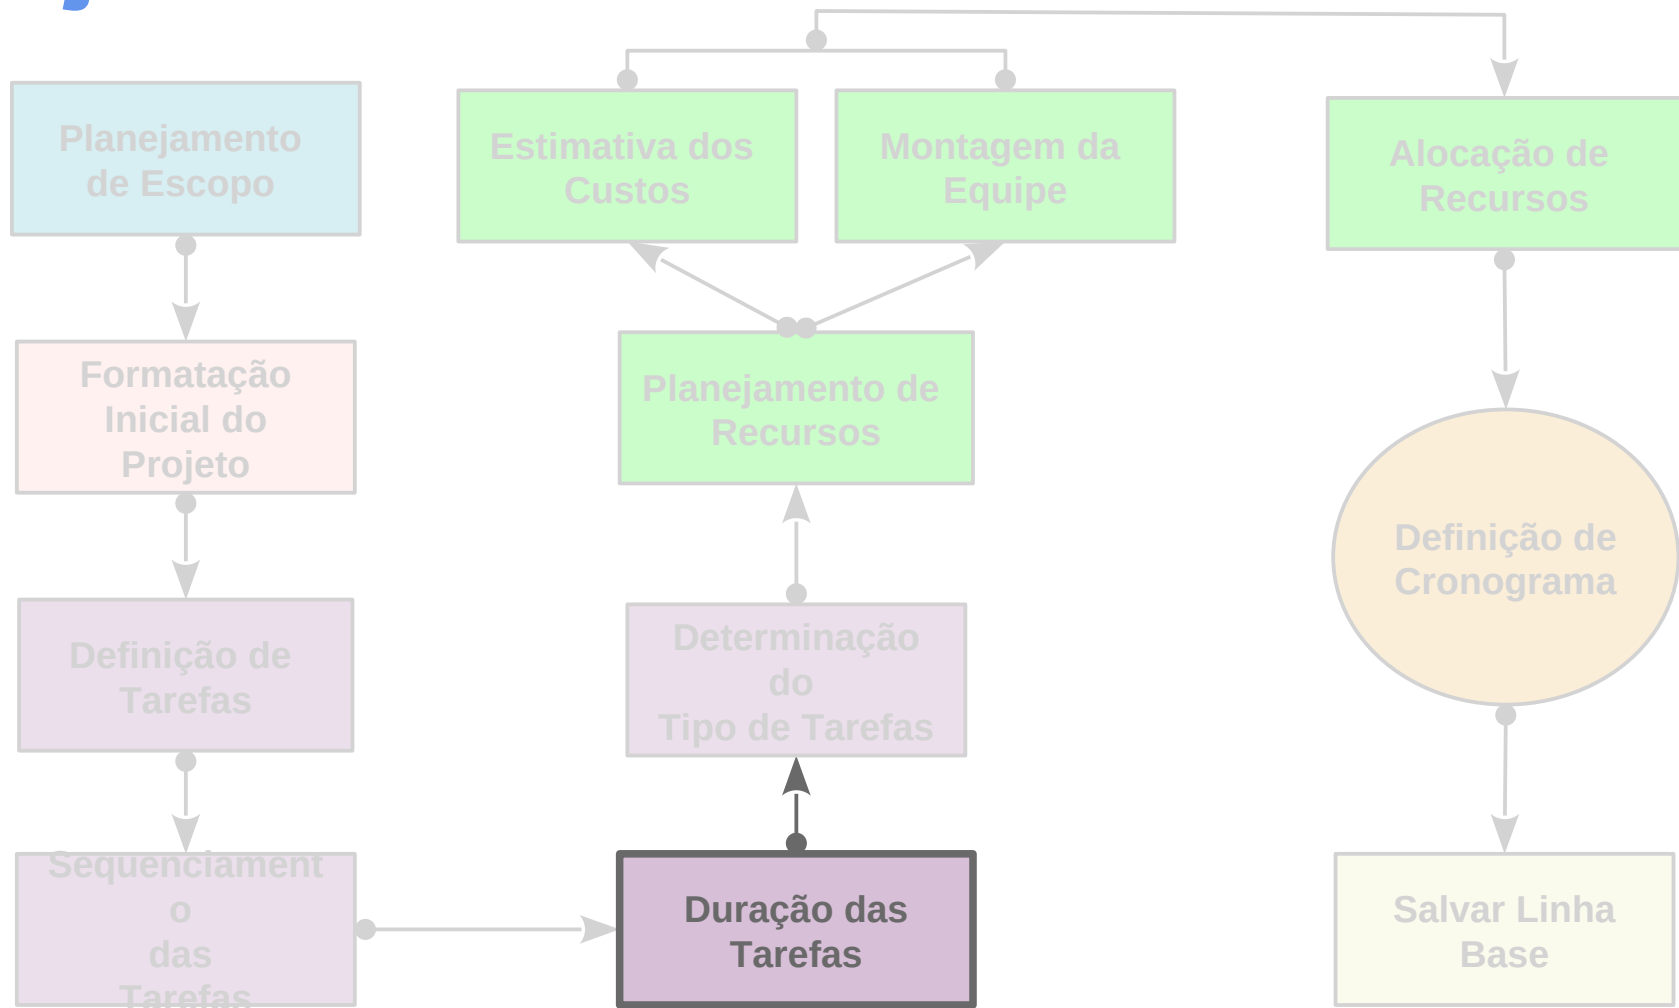 Planejamento
de Escopo
Formatação
Inicial do
Projeto
Definição de
Tarefas
Sequenciament
o
das
Tarefas
Duração das
Tarefas
Determinação
do
Tipo de Tarefas
Planejamento de
Recursos
Estimativa dos
Custos
Montagem da
Equipe
Alocação de
Recursos
Definição de
Cronograma
Salvar Linha
Base